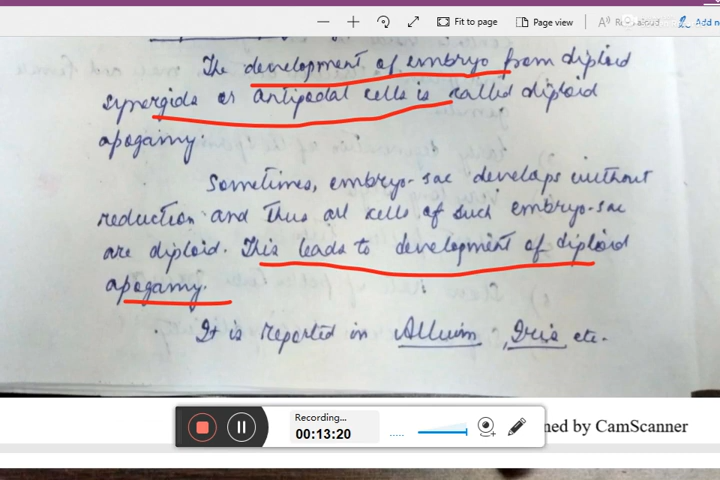 Fit to page
Page view
The development of embryo from diploid
synergids or antipodal cells is called diploid
apogamy.
Sometimes, embryo-sac develops without
reduction and thus all cells of such embryo-sac
are diploid. This leads to development of diploid
apogamy.
It is reported in Allium, Iris etc.
Recording...
00:13:20
ned by CamScanner